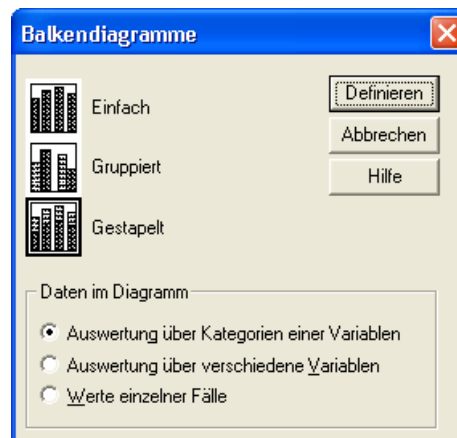 Balkendiagramme
Einfach
Definieren
Abbrechen
Gruppiert
Hilfe
Gestapelt
Daten im Diagramm
Auswertung über Kategorien einer Variablen
Auswertung über verschiedene Variablen
Werte einzelner Fälle